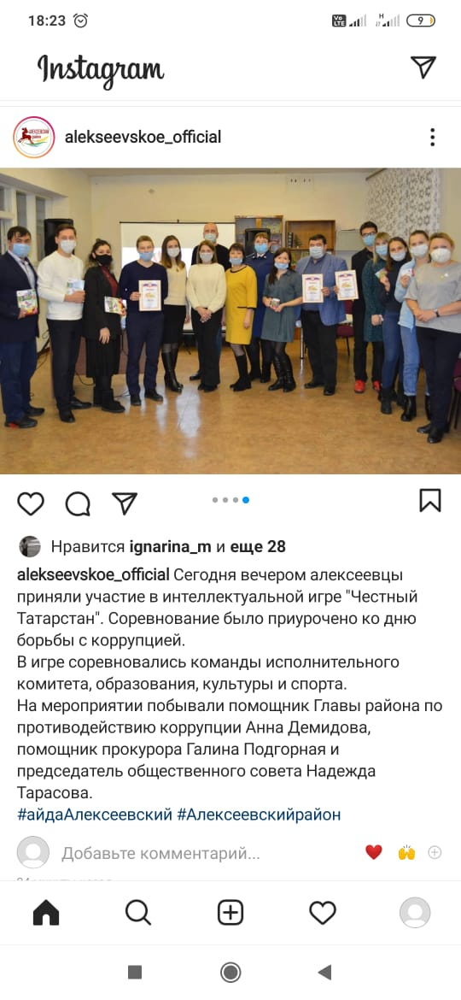 18:23
Vo LTE
H
9
Instagram
alekseevskoe_official
Нравится ignarina_m и еще 28
alekseevskoe_official Сегодня вечером алексеевцы
приняли участие в интеллектуальной игре "Честный
Татарстан". Соревнование было приурочено ко дню
борьбы с коррупцией.
В игре соревновались команды исполнительного
комитета, образования, культуры и спорта.
На мероприятии побывали помощник Главы района по
противодействию коррупции Анна Демидова,
помощник прокурора Галина Подгорная и
председатель общественного совета Надежда
Тарасова.
#айдаАлексеевский #Алексеевскийрайон
Добавьте комментарий...